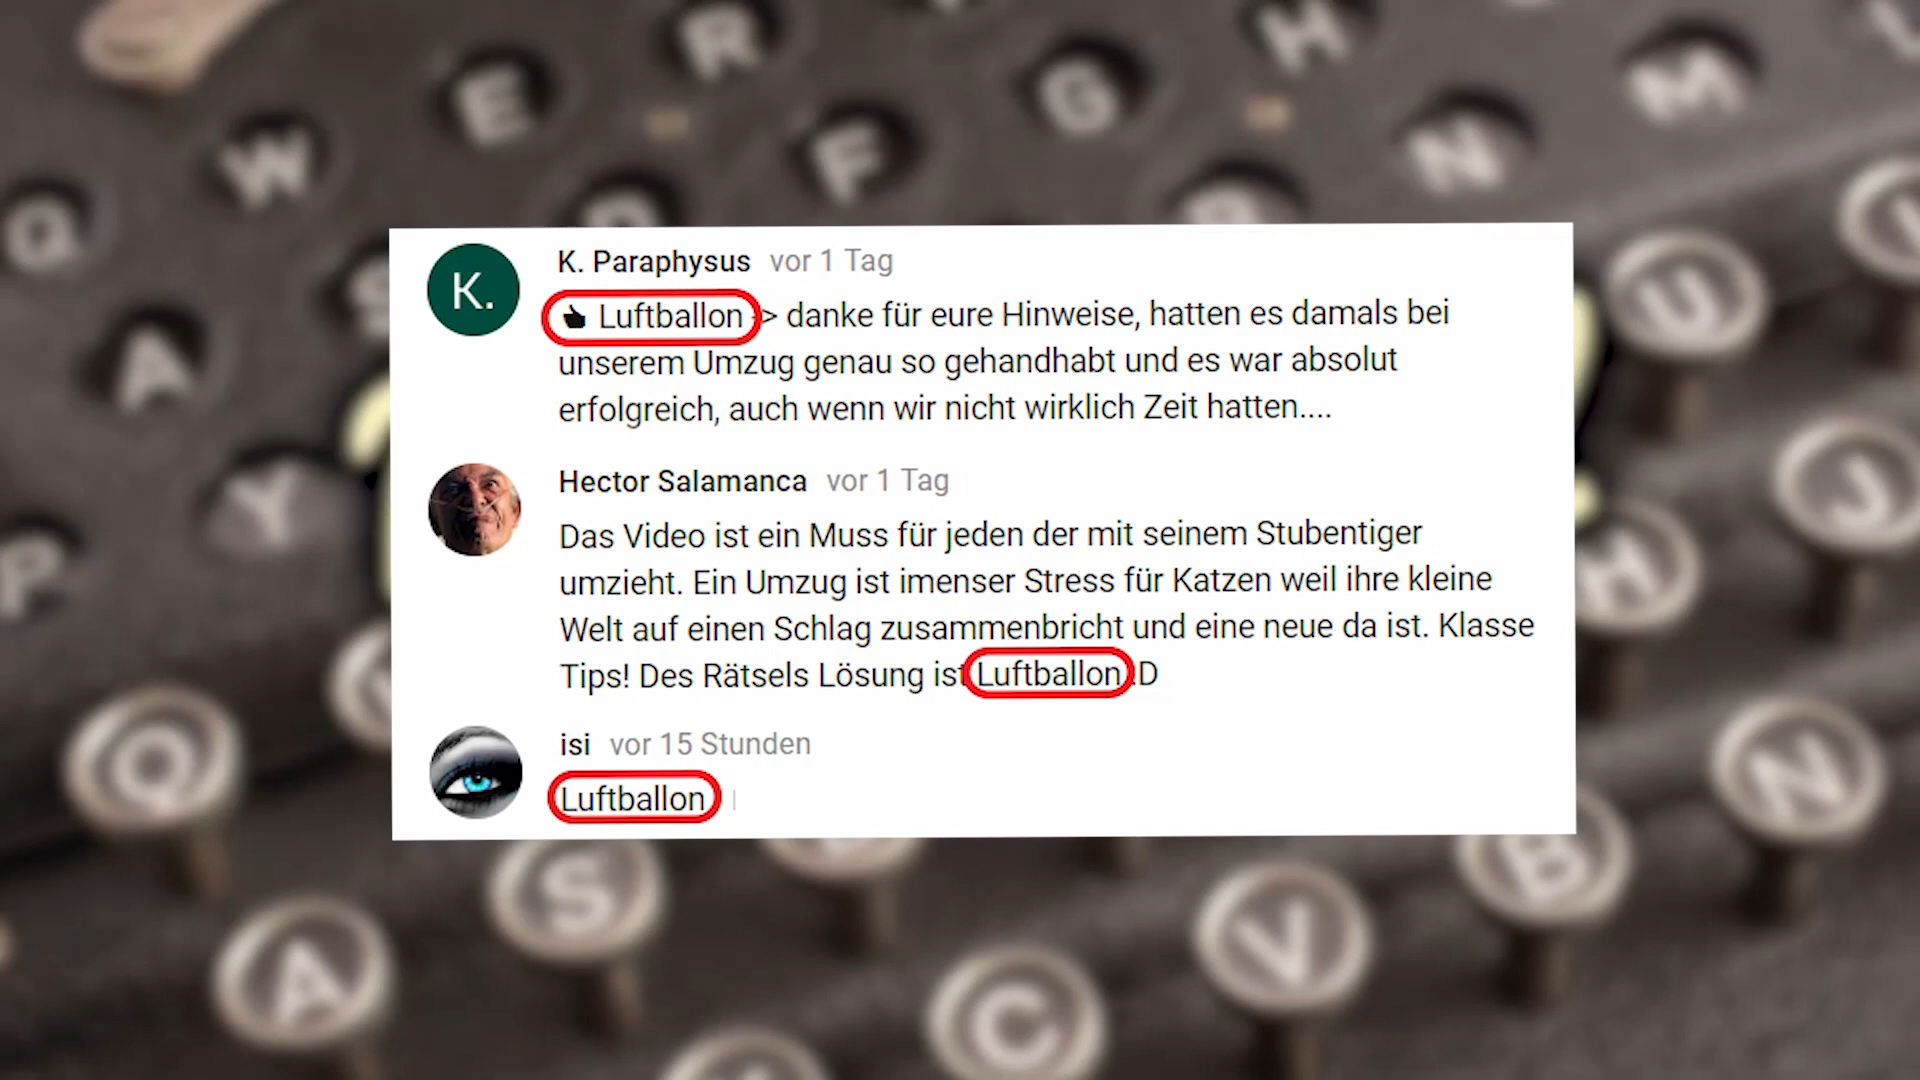 K. Paraphysus vor 1 Tag
K.
👍 Luftballon -> danke für eure Hinweise, hatten es damals bei
unserem Umzug genau so gehandhabt und es war absolut
erfolgreich, auch wenn wir nicht wirklich Zeit hatten....
Hector Salamanca vor 1 Tag
Das Video ist ein Muss für jeden der mit seinem Stubentiger
umzieht. Ein Umzug ist imenser Stress für Katzen weil ihre kleine
Welt auf einen Schlag zusammenbricht und eine neue da ist. Klasse
Tips! Des Rätsels Lösung ist Luftballon :D
isi vor 15 Stunden
Luftballon